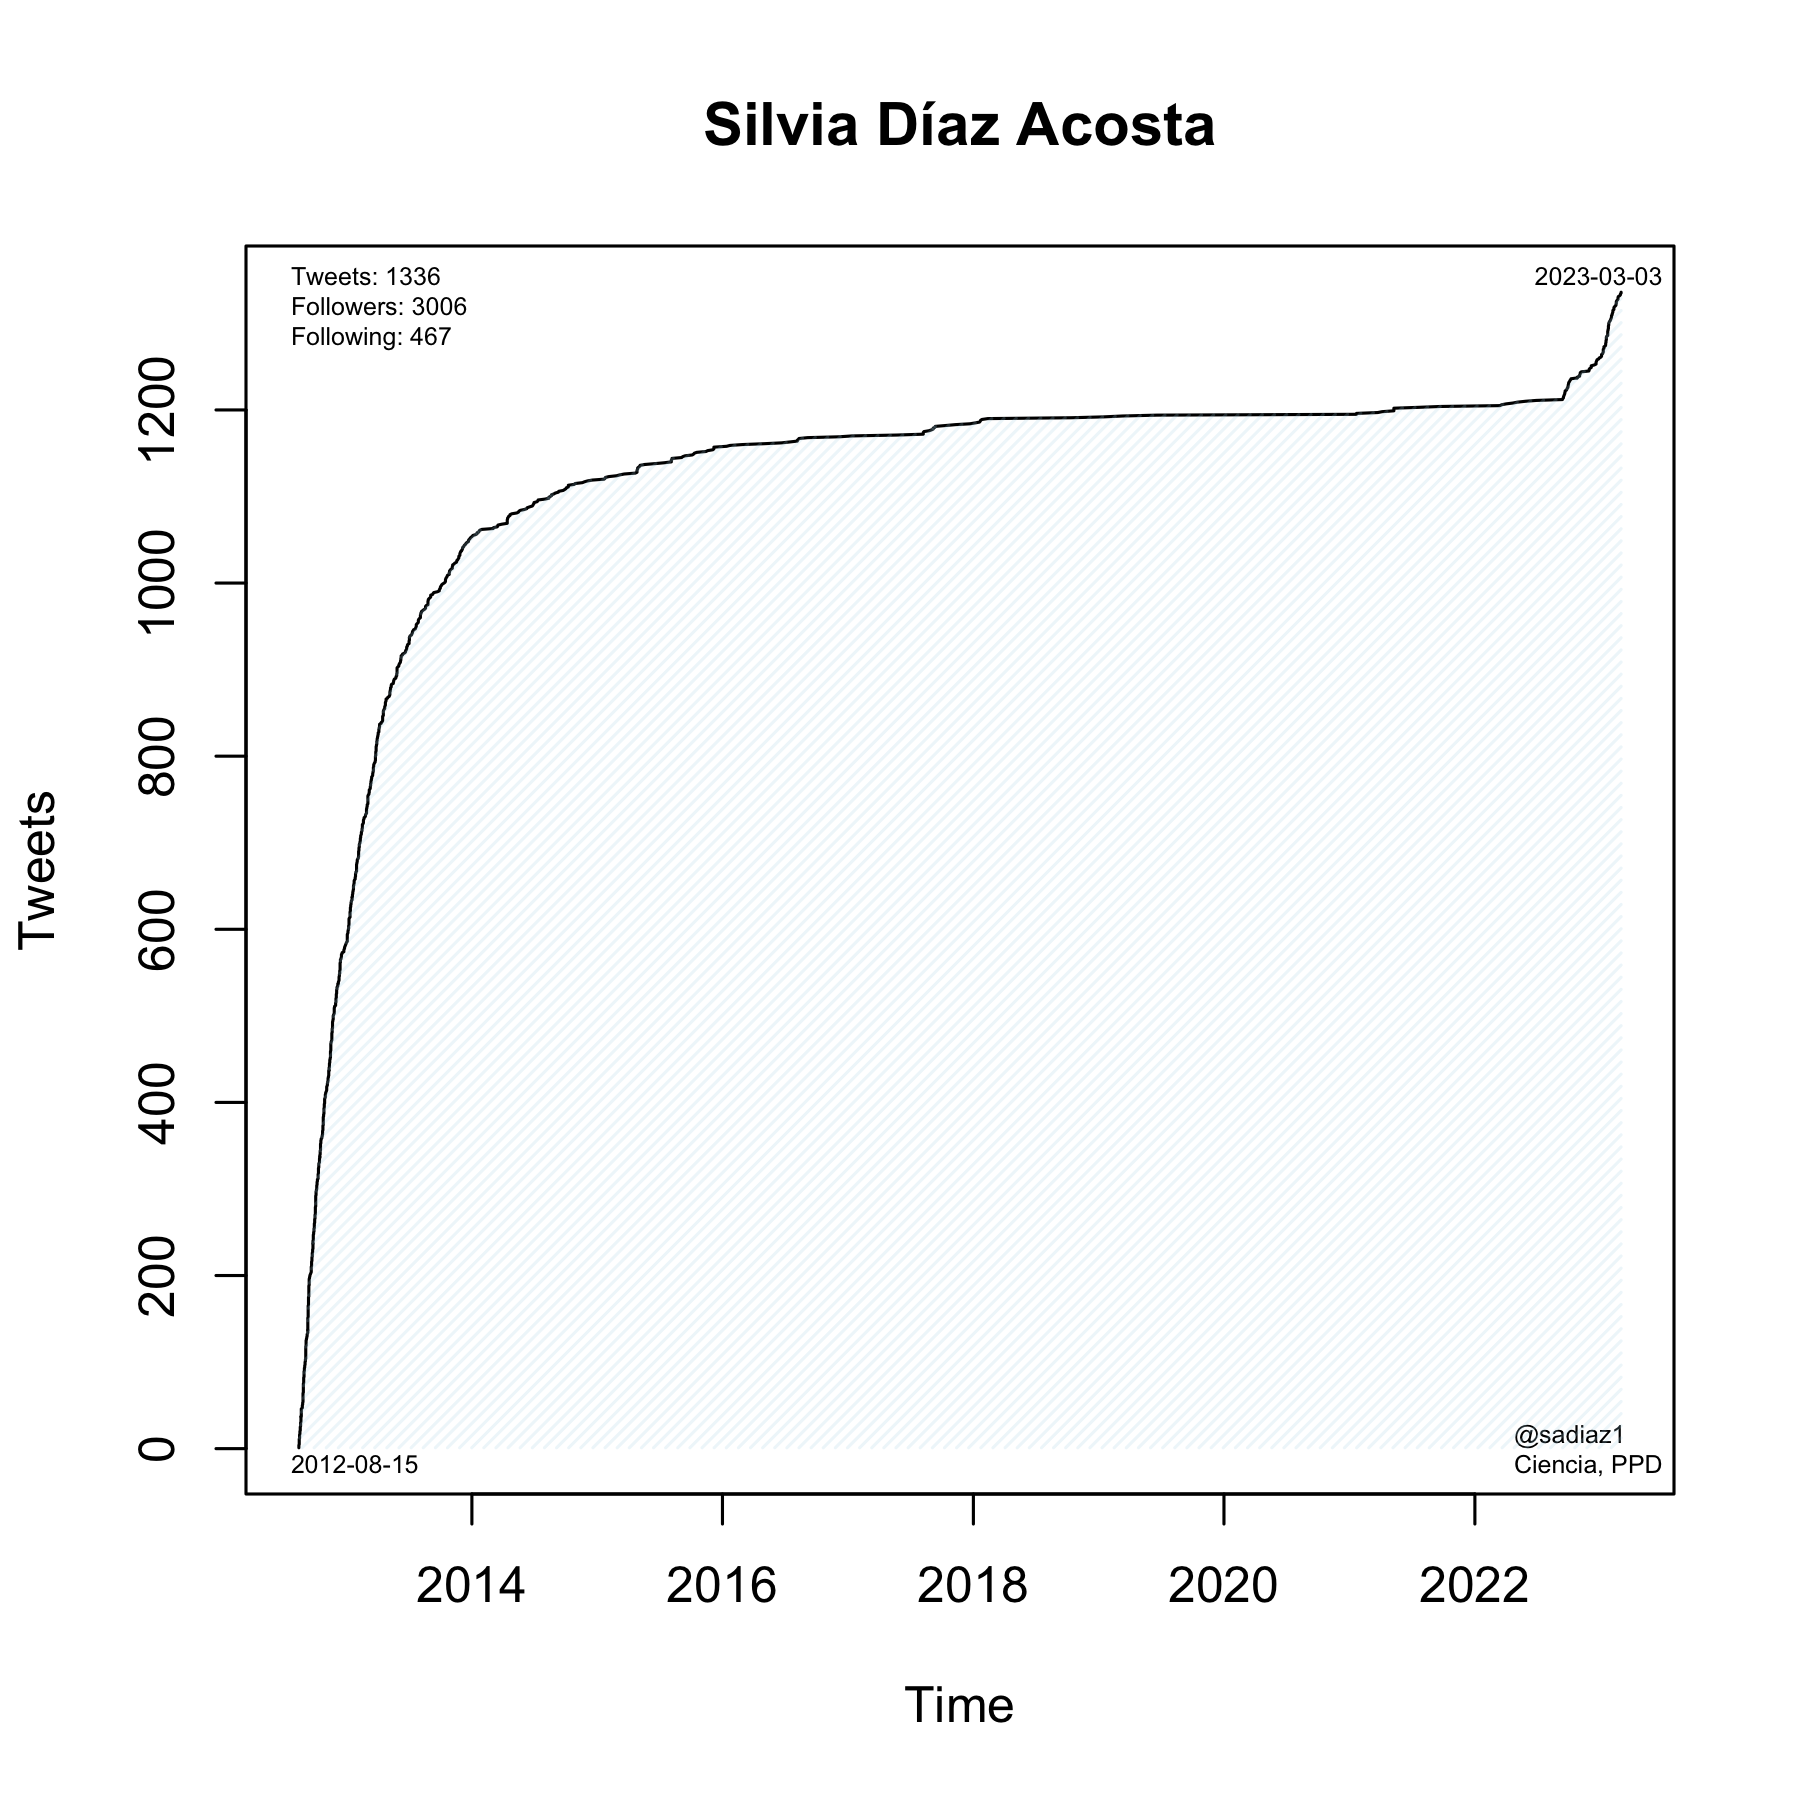 Silvia Díaz Acosta
Tweets: 1336
Followers: 3006
Following: 467
2023-03-03
Tweets
1200
1000
800
600
400
200
0
2012-08-15
@sadiaz1
Ciencia, PPD
2014
2016
2018
2020
2022
Time